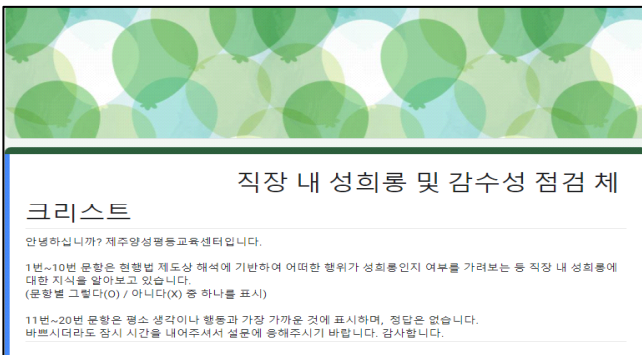 직장 내 성희롱 및 감수성 점검 체
크리스트
안녕하십니까? 제주양성평등교육센터입니다.
1번~10번 문항은 현행법 제도상 해석에 기반하여 어떠한 행위가 성희롱인지 여부를 가려보는 등 직장 내 성희롱에
대한 지식을 알아보고 있습니다.
(문항별 그렇다(O) / 아니다(X) 중 하나를 표시)
11번~20번 문항은 평소 생각이나 행동과 가장 가까운 것에 표시하며, 정답은 없습니다.
바쁘시더라도 잠시 시간을 내어주셔서 설문에 응해주시기 바랍니다. 감사합니다.